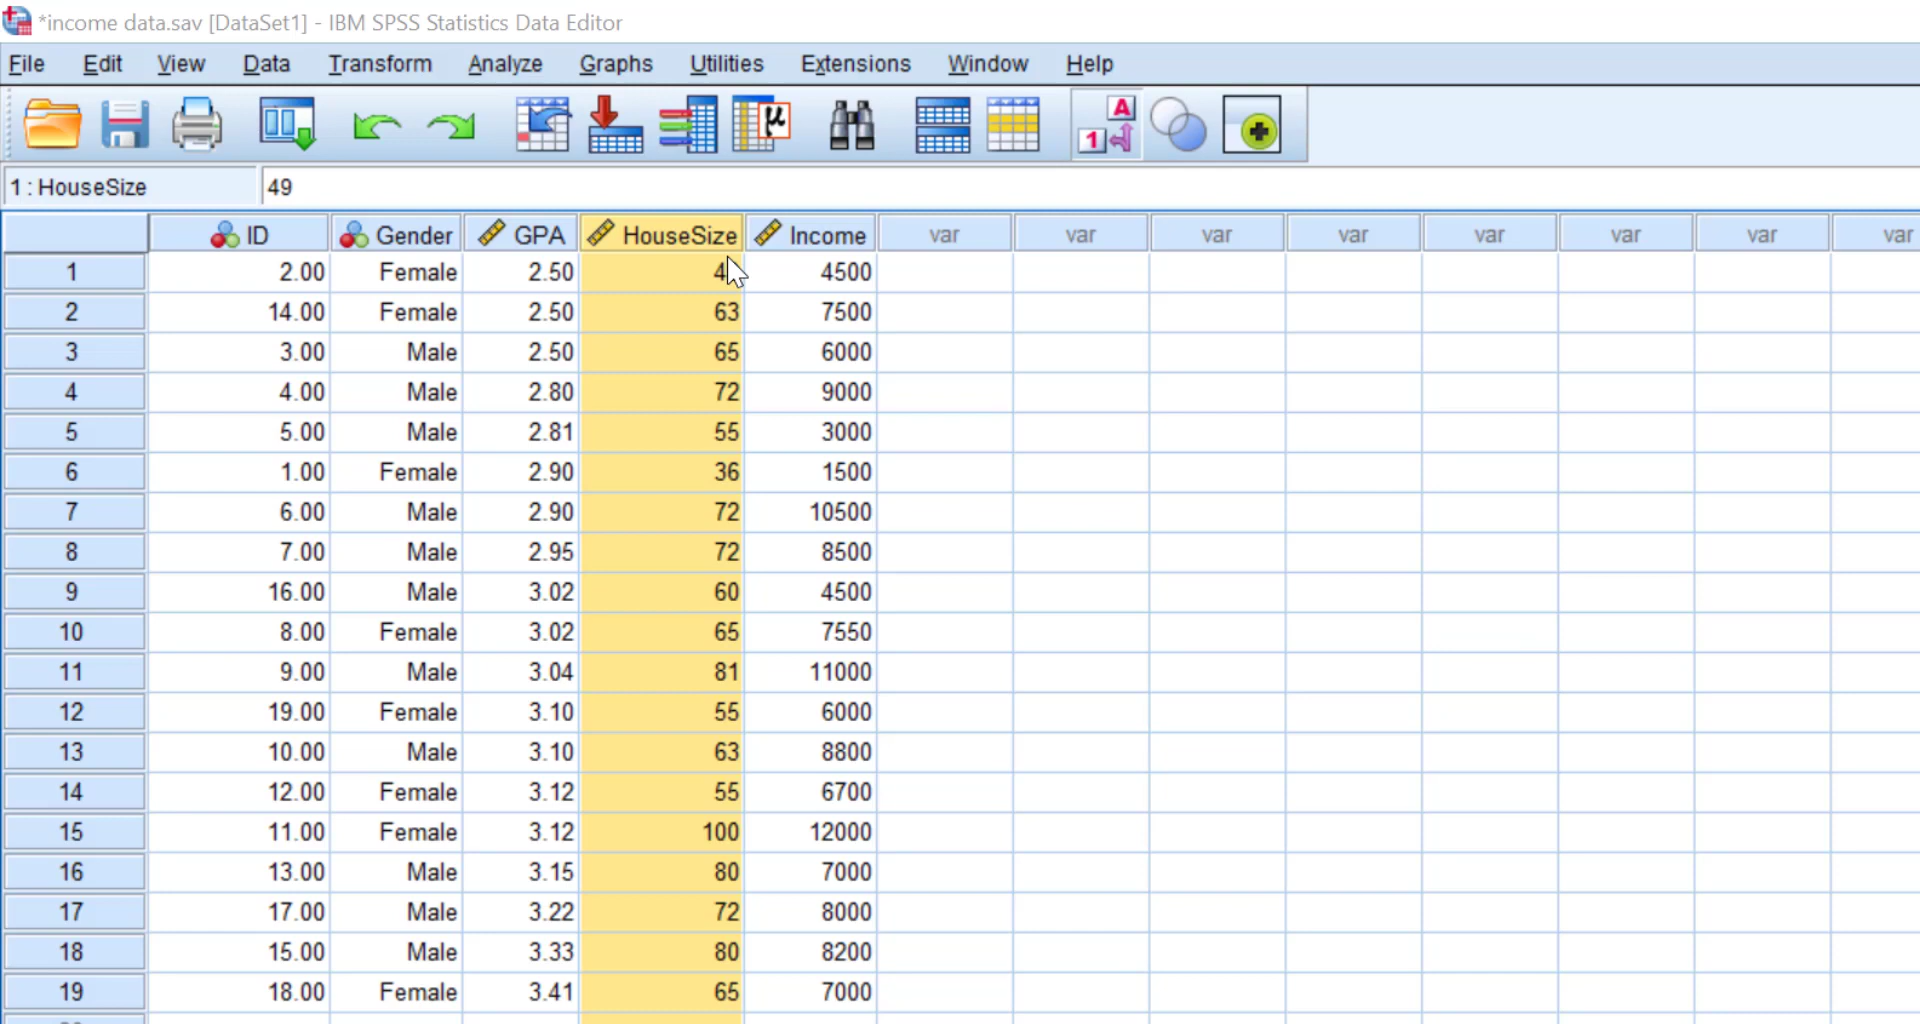 *income data.sav [DataSet1] - IBM SPSS Statistics Data Editor
File Edit View Data Transform Analyze Graphs Utilities Extensions Window Help
μ A 1
1 : HouseSize 49
ID Gender GPA HouseSize Income var var var var var var var var
1 2.00 Female 2.50 4 4500
2 14.00 Female 2.50 63 7500
3 3.00 Male 2.50 65 6000
4 4.00 Male 2.80 72 9000
5 5.00 Male 2.81 55 3000
6 1.00 Female 2.90 36 1500
7 6.00 Male 2.90 72 10500
8 7.00 Male 2.95 72 8500
9 16.00 Male 3.02 60 4500
10 8.00 Female 3.02 65 7550
11 9.00 Male 3.04 81 11000
12 19.00 Female 3.10 55 6000
13 10.00 Male 3.10 63 8800
14 12.00 Female 3.12 55 6700
15 11.00 Female 3.12 100 12000
16 13.00 Male 3.15 80 7000
17 17.00 Male 3.22 72 8000
18 15.00 Male 3.33 80 8200
19 18.00 Female 3.41 65 7000